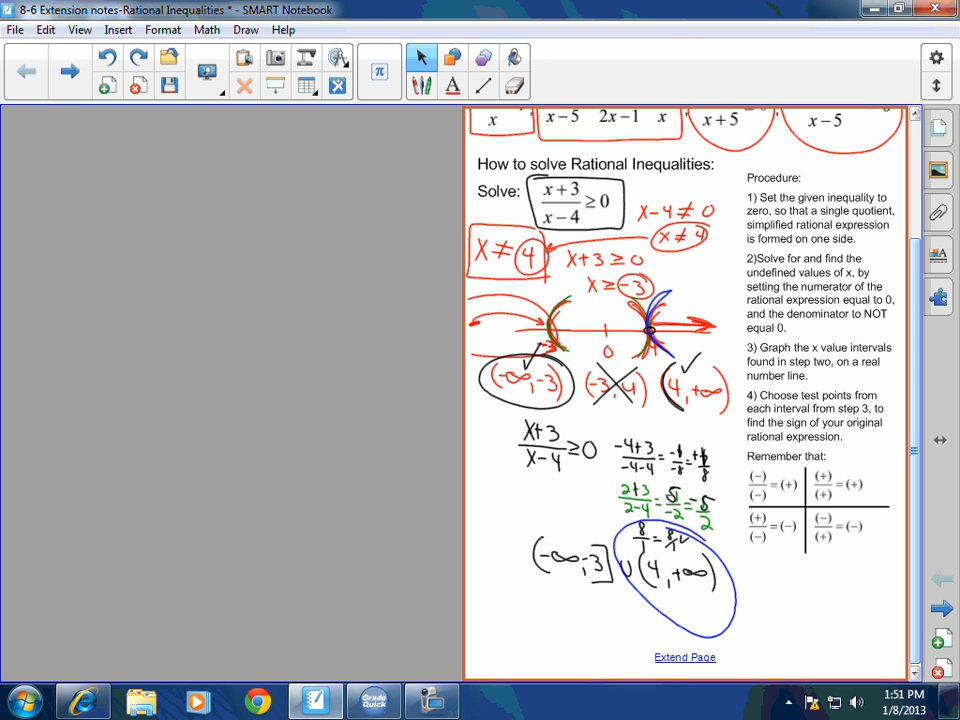 8-6 Extension notes-Rational Inequalities * - SMART Notebook
File Edit View Insert Format Math Draw Help
π
A
x x−5 2x−1 x x+5 x−5
How to solve Rational Inequalities:
Solve: (x+3)/(x−4) ≥ 0
x−4 ≠ 0
x ≠ 4
x ≠ 4
x+3 ≥ 0
x ≥ −3
−3 0 4
(−∞,−3) (−3,4) (4,+∞)
(x+3)/(x−4) ≥ 0
(−4+3)/(−4−4) = = +1/8
(2+3)/(2−4) = 5/−2 = −5/2
8/1 = 8/1 ✓
(−∞,−3] ∪ (4,+∞)
Extend Page
Procedure:
1) Set the given inequality to
zero, so that a single quotient,
simplified rational expression
is formed on one side.
2)Solve for and find the
undefined values of x, by
setting the numerator of the
rational expression equal to 0,
and the denominator to NOT
equal 0.
3) Graph the x value intervals
found in step two, on a real
number line.
4) Choose test points from
each interval from step 3, to
find the sign of your original
rational expression.
Remember that:
(−)/(−) = (+) (+)/(+) = (+)
(+)/(−) = (−) (−)/(+) = (−)
Grade
Quick
1:51 PM
1/8/2013